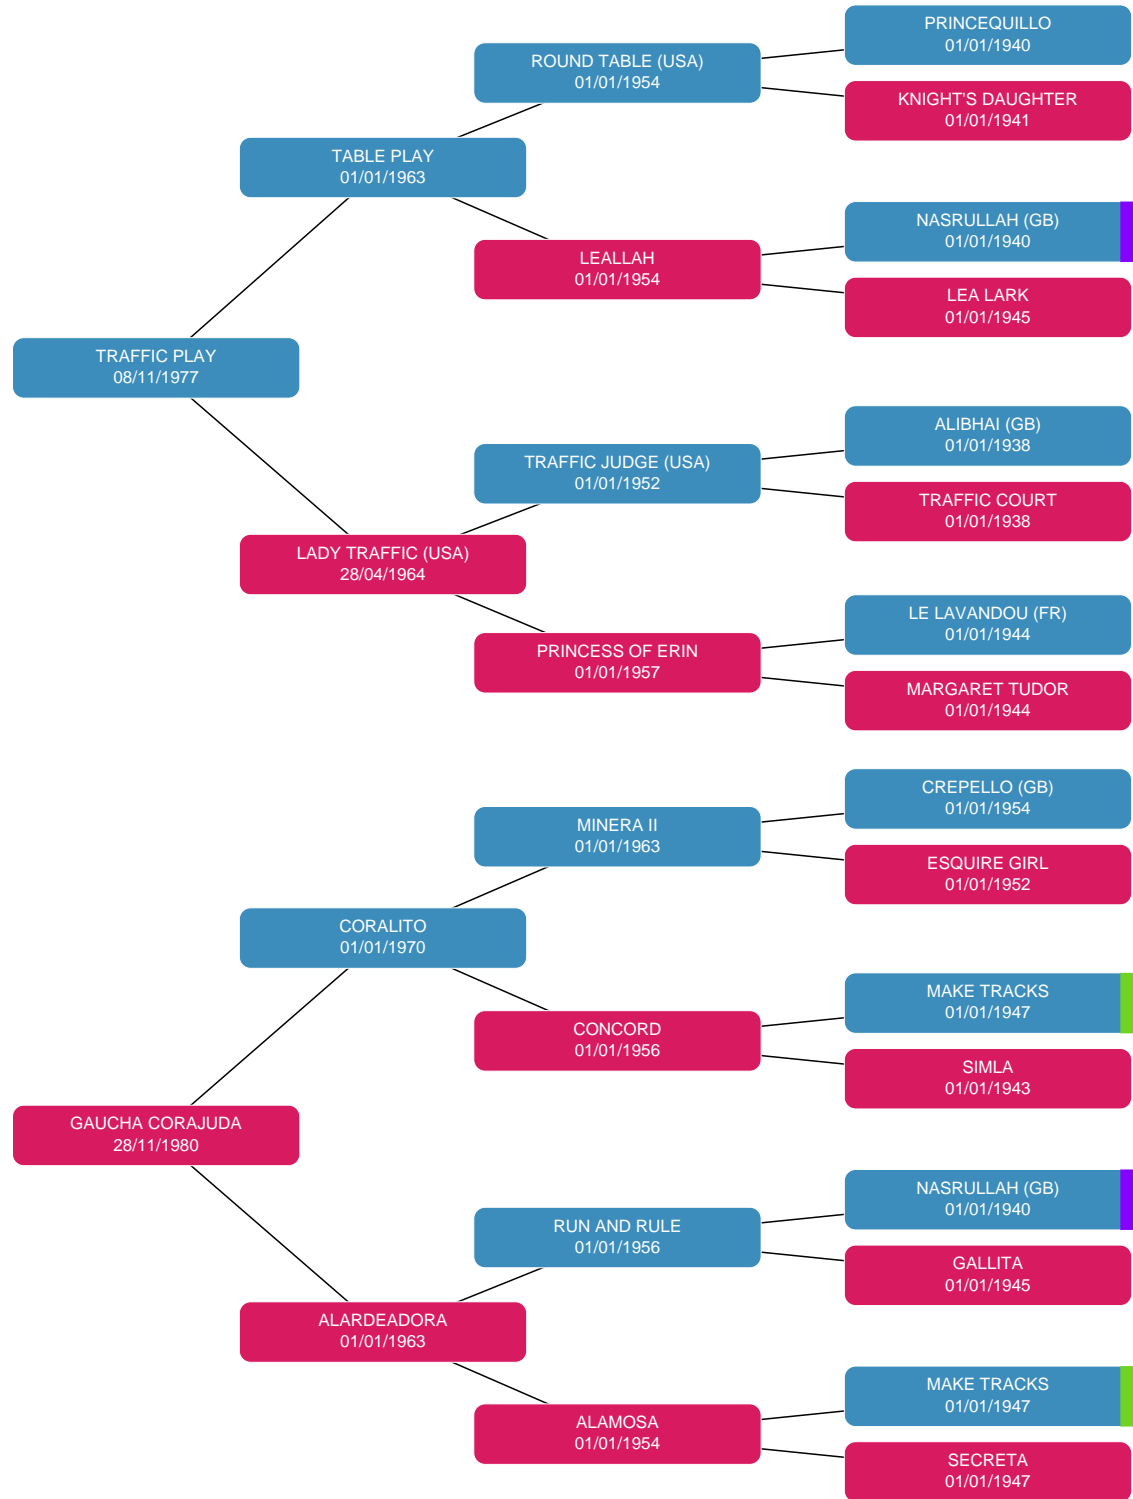 PRINCEQUILLO
01/01/1940
ROUND TABLE (USA)
01/01/1954
KNIGHT'S DAUGHTER
01/01/1941
TABLE PLAY
01/01/1963
NASRULLAH (GB)
01/01/1940
LEALLAH
01/01/1954
LEA LARK
01/01/1945
TRAFFIC PLAY
08/11/1977
ALIBHAI (GB)
01/01/1938
TRAFFIC JUDGE (USA)
01/01/1952
TRAFFIC COURT
01/01/1938
LADY TRAFFIC (USA)
28/04/1964
LE LAVANDOU (FR)
01/01/1944
PRINCESS OF ERIN
01/01/1957
MARGARET TUDOR
01/01/1944
CREPELLO (GB)
01/01/1954
MINERA II
01/01/1963
ESQUIRE GIRL
01/01/1952
CORALITO
01/01/1970
MAKE TRACKS
01/01/1947
CONCORD
01/01/1956
SIMLA
01/01/1943
GAUCHA CORAJUDA
28/11/1980
NASRULLAH (GB)
01/01/1940
RUN AND RULE
01/01/1956
GALLITA
01/01/1945
ALARDEADORA
01/01/1963
MAKE TRACKS
01/01/1947
ALAMOSA
01/01/1954
SECRETA
01/01/1947